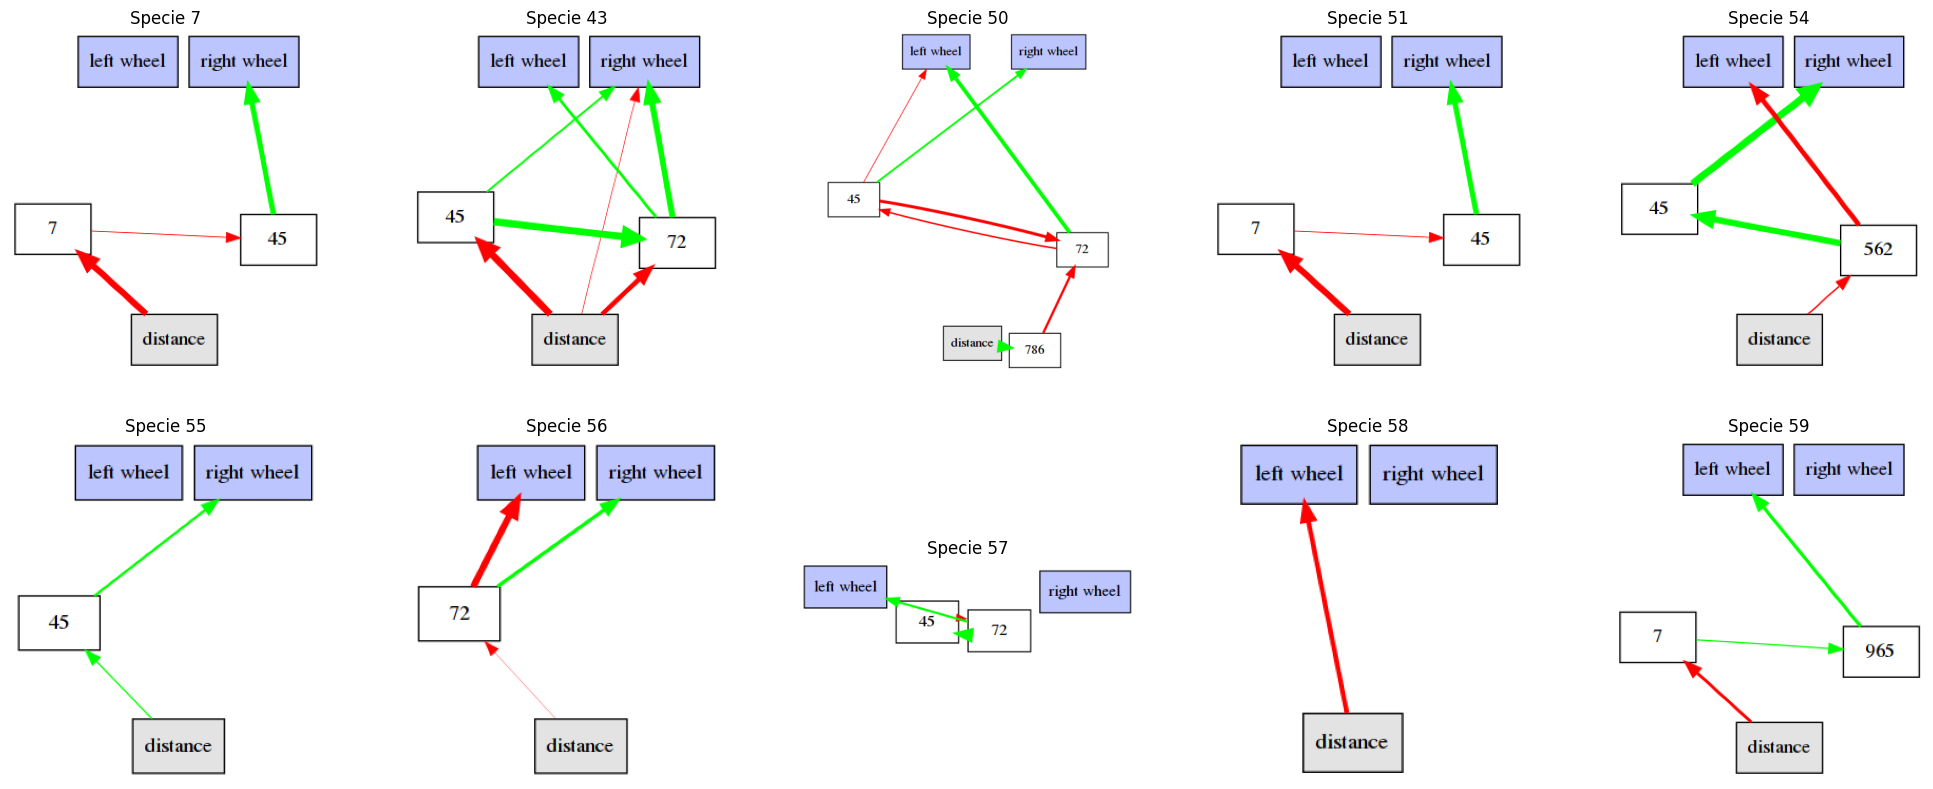 Specie 7
left wheel
right wheel
7
45
distance
Specie 43
left wheel
right wheel
45
72
distance
Specie 50
left wheel
right wheel
45
72
distance
786
Specie 51
left wheel
right wheel
7
45
distance
Specie 54
left wheel
right wheel
45
562
distance
Specie 55
left wheel
right wheel
45
distance
Specie 56
left wheel
right wheel
72
distance
Specie 57
left wheel
right wheel
45
72
Specie 58
left wheel
right wheel
distance
Specie 59
left wheel
right wheel
7
965
distance